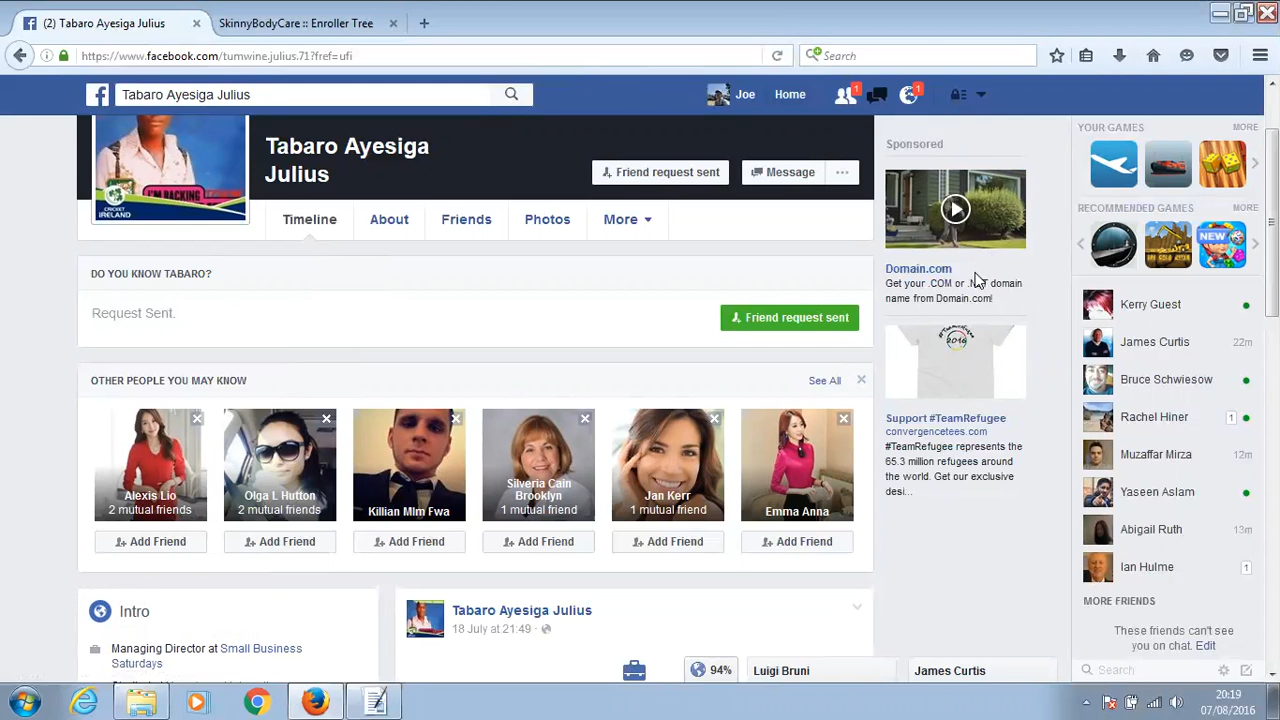 (2) Tabaro Ayesiga Julius
SkinnyBodyCare :: Enroller Tree
https://www.facebook.com/tumwine.julius.71?fref=ufi
Search
Tabaro Ayesiga Julius
Joe
Home
1
1
Tabaro Ayesiga
Julius
Friend request sent
Message
I'M BACKING
CRICKET
IRELAND
Timeline
About
Friends
Photos
More
DO YOU KNOW TABARO?
Request Sent.
Friend request sent
OTHER PEOPLE YOU MAY KNOW
See All
Alexis Lio
2 mutual friends
Add Friend
Olga L Hutton
2 mutual friends
Add Friend
Killian Mlm Fwa
Add Friend
Silveria Cain
Brooklyn
1 mutual friend
Add Friend
Jan Kerr
1 mutual friend
Add Friend
Emma Anna
Add Friend
Intro
Managing Director at Small Business
Saturdays
Tabaro Ayesiga Julius
18 July at 21:49
94%
Luigi Bruni
James Curtis
Sponsored
Domain.com
Get your .COM or .NET domain
name from Domain.com!
#TeamRefugee
2016
Support #TeamRefugee
convergencetees.com
#TeamRefugee represents the
65.3 million refugees around
the world. Get our exclusive
desi...
YOUR GAMES
MORE
RECOMMENDED GAMES
MORE
NEW
Kerry Guest
James Curtis 22m
Bruce Schwiesow
Rachel Hiner 1
Muzaffar Mirza 12m
Yaseen Aslam
Abigail Ruth 13m
Ian Hulme 1
MORE FRIENDS
These friends can't see
you on chat. Edit
Search
20:19
07/08/2016